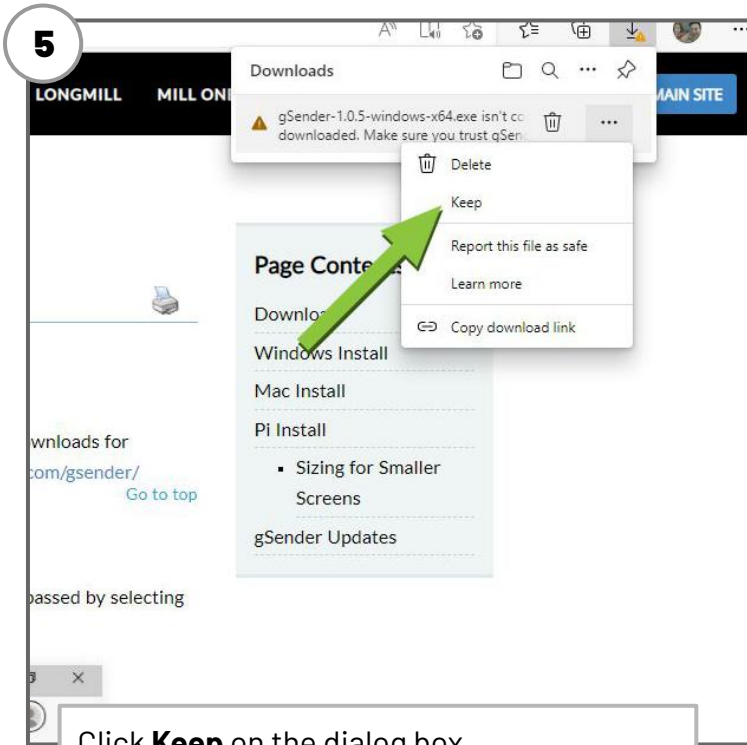 5
LONGMILL MILL ON
MAIN SITE
Downloads
gSender-1.0.5-windows-x64.exe isn't co
downloaded. Make sure you trust gSen
Delete
Keep
Report this file as safe
Learn more
Copy download link
Page Contents
Downlo
Windows Install
Mac Install
Pi Install
Sizing for Smaller
Screens
gSender Updates
wnloads for
com/gsender/
Go to top
passed by selecting
Click Keep on the dialog box